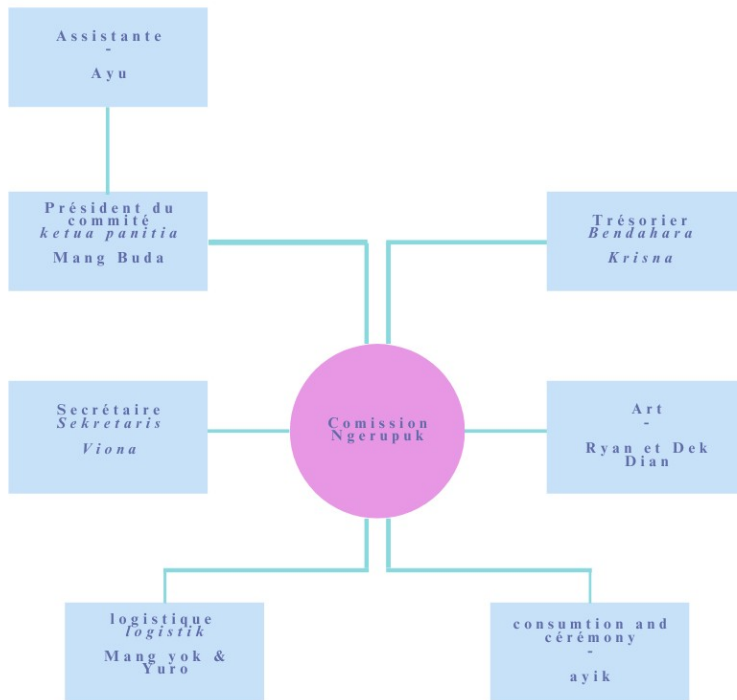 Assistante
-
Ayu
Président du
commité
ketua panitia
Mang Buda
Trésorier
Bendahara
Krisna
Secrétaire
Sekretaris
Viona
Comission
Ngerupuk
Art
-
Ryan et Dek
Dian
logistique
logistik
Mang yok &
Yuro
consumtion and
cérémony
-
ayik